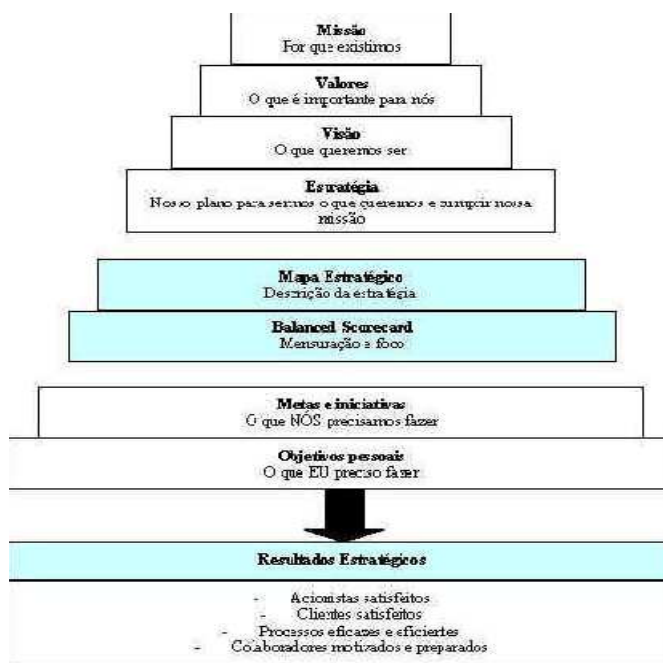 Missão
Por que existimos
Valores
O que é importante para nós
Visão
O que queremos ser
Estratégia
Nosso plano para sermos o que queremos e cumprir nossa
missão
Mapa Estratégico
Descrição da estratégia
Balanced Scorecard
Mensuração e foco
Metas e iniciativas
O que NÓS precisamos fazer
Objetivos pessoais
O que EU preciso fazer
Resultados Estratégicos
- Acionistas satisfeitos
- Clientes satisfeitos
- Processos eficazes e eficientes
- Colaboradores motivados e preparados